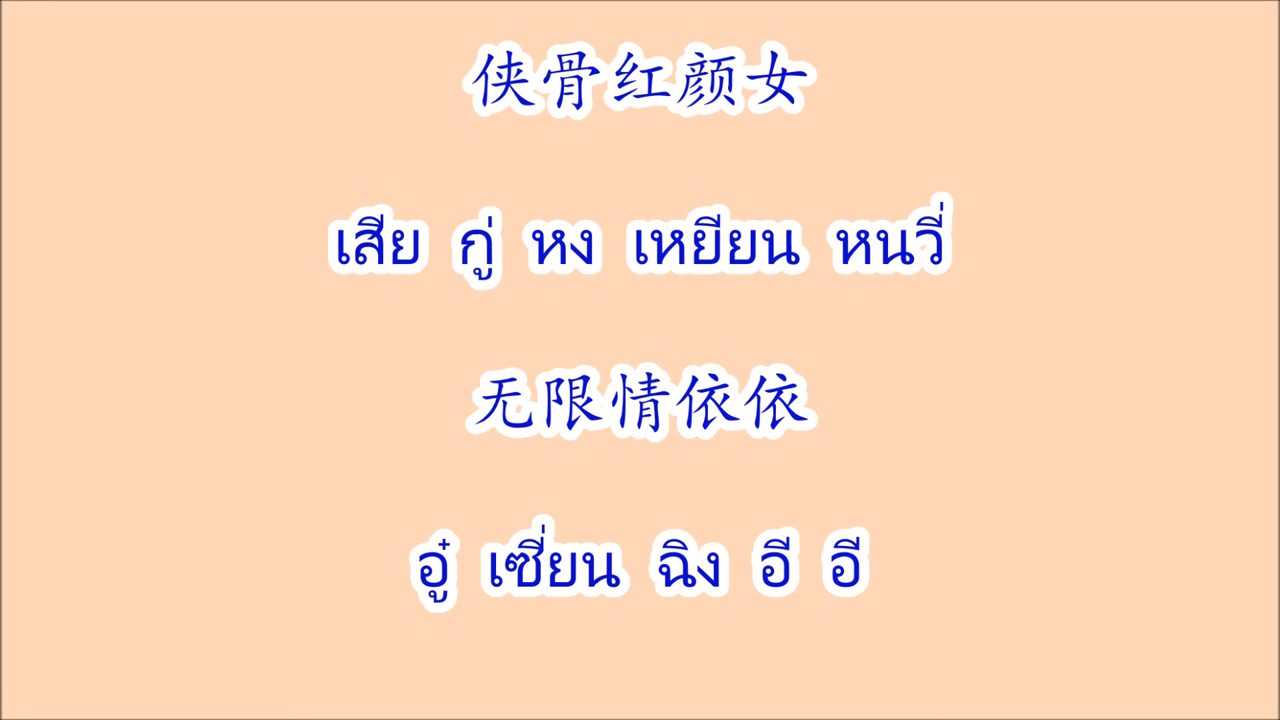 侠骨红颜女
เสีย กู่ หง เหยียน หนวี่
无限情依依
อู๋ เซี่ยน ฉิง อี อี